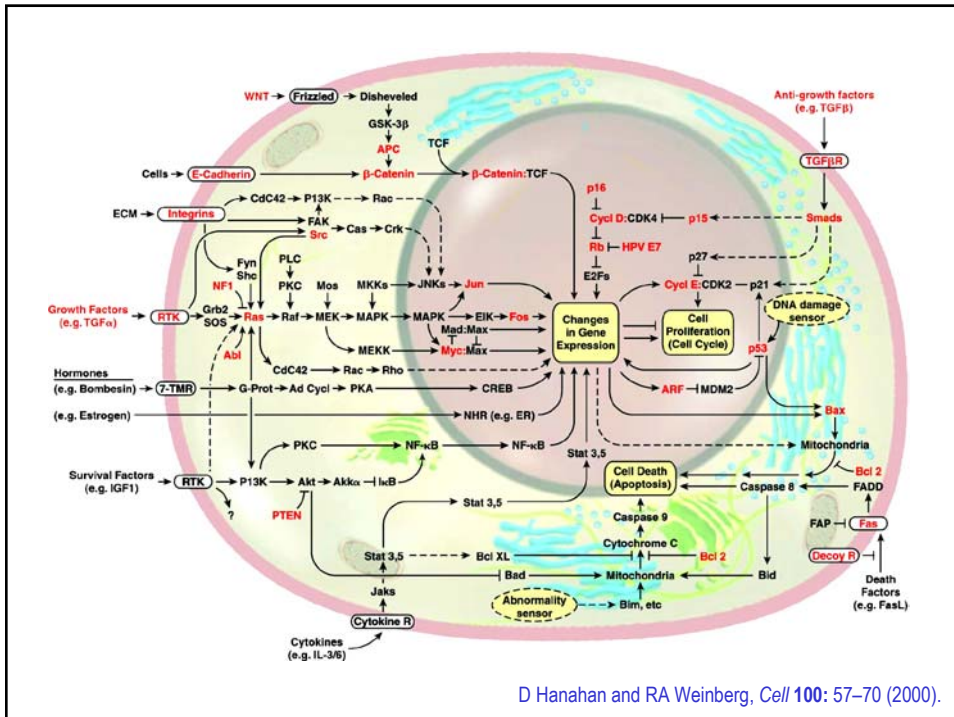 WNT Frizzled Disheveled
GSK-3β
APC
TCF
Cells E-Cadherin β-Catenin β-Catenin:TCF
Anti-growth factors
(e.g. TGFβ)
TGFβR
Smads
p16
Cycl D:CDK4 p15
Rb HPV E7
E2Fs
p27
Cycl E:CDK2 p21
CdC42 P13K Rac
ECM Integrins
FAK
Src Cas Crk
Fyn
Shc
PLC
NF1 PKC Mos MKKs JNKs Jun
Growth Factors
(e.g. TGFα)
RTK Grb2
SOS Ras Raf MEK MAPK MAPK ElK Fos
Abl
Mad:Max
MEKK Myc:Max
CdC42 Rac Rho
Changes
in Gene
Expression
Cell
Proliferation
(Cell Cycle)
DNA damage
sensor
p53
ARF MDM2
Bax
Hormones
(e.g. Bombesin) 7-TMR G-Prot Ad Cycl PKA CREB
(e.g. Estrogen) NHR (e.g. ER)
PKC NF-κB NF-κB
Stat 3,5
Survival Factors
(e.g. IGF1)
RTK P13K Akt Akkα IκB
?
PTEN
Stat 3,5
Stat 3,5 Bcl XL
Jaks
Cytokine R
Cytokines
(e.g. IL-3/6)
Cell Death
(Apoptosis)
Caspase 9
Cytochrome C
Bad Mitochondria
Abnormality
sensor
Bim, etc
Mitochondria
Bcl 2
Caspase 8 FADD
FAP Fas
Bcl 2
Bid
Decoy R
Death
Factors
(e.g. FasL)
D Hanahan and RA Weinberg, Cell 100: 57–70 (2000).